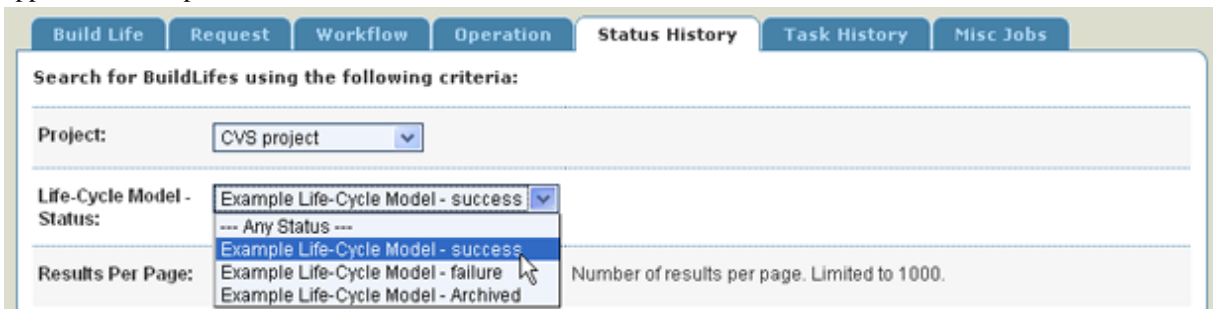 Build Life Request Workflow Operation Status History Task History Misc Jobs
Search for BuildLifes using the following criteria:
Project: CVS project
Life-Cycle Model - Example Life-Cycle Model - success
Status: --- Any Status ---
Example Life-Cycle Model - success
Results Per Page: Example Life-Cycle Model - failure Number of results per page. Limited to 1000.
Example Life-Cycle Model - Archived